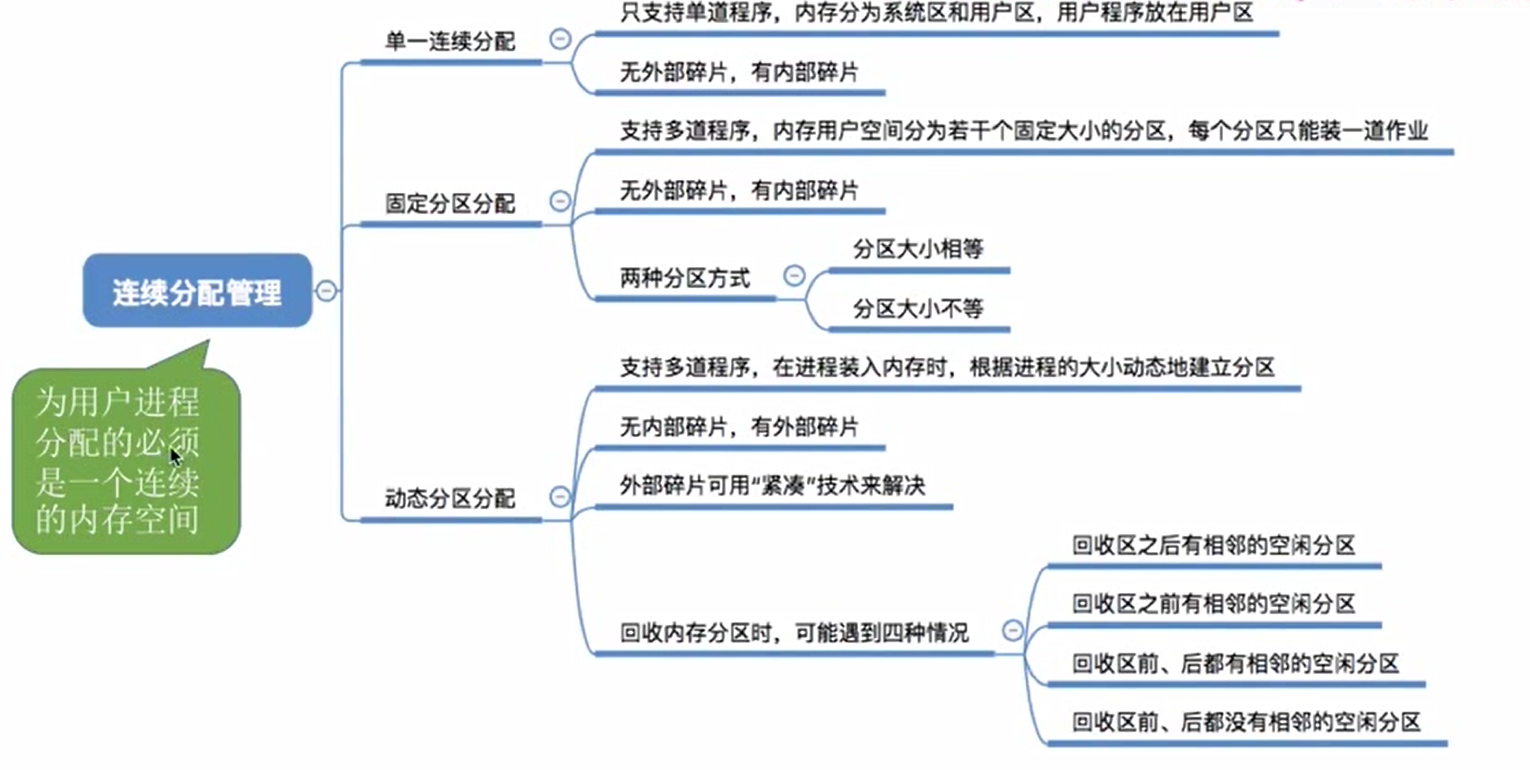 连续分配管理
为用户进程
分配的必须
是一个连续
的内存空间
单一连续分配
只支持单道程序，内存分为系统区和用户区，用户程序放在用户区
无外部碎片，有内部碎片
固定分区分配
支持多道程序，内存用户空间分为若干个固定大小的分区，每个分区只能装一道作业
无外部碎片，有内部碎片
两种分区方式
分区大小相等
分区大小不等
动态分区分配
支持多道程序，在进程装入内存时，根据进程的大小动态地建立分区
无内部碎片，有外部碎片
外部碎片可用“紧凑”技术来解决
回收内存分区时，可能遇到四种情况
回收区之后有相邻的空闲分区
回收区之前有相邻的空闲分区
回收区前、后都有相邻的空闲分区
回收区前、后都没有相邻的空闲分区